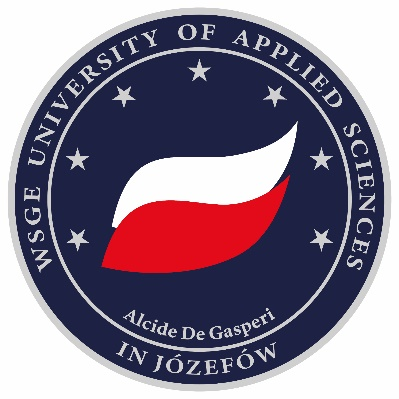 WSGE UNIVERSITY OF APPLIED SCIENCES
Alcide De Gasperi
IN JÓZEFÓW